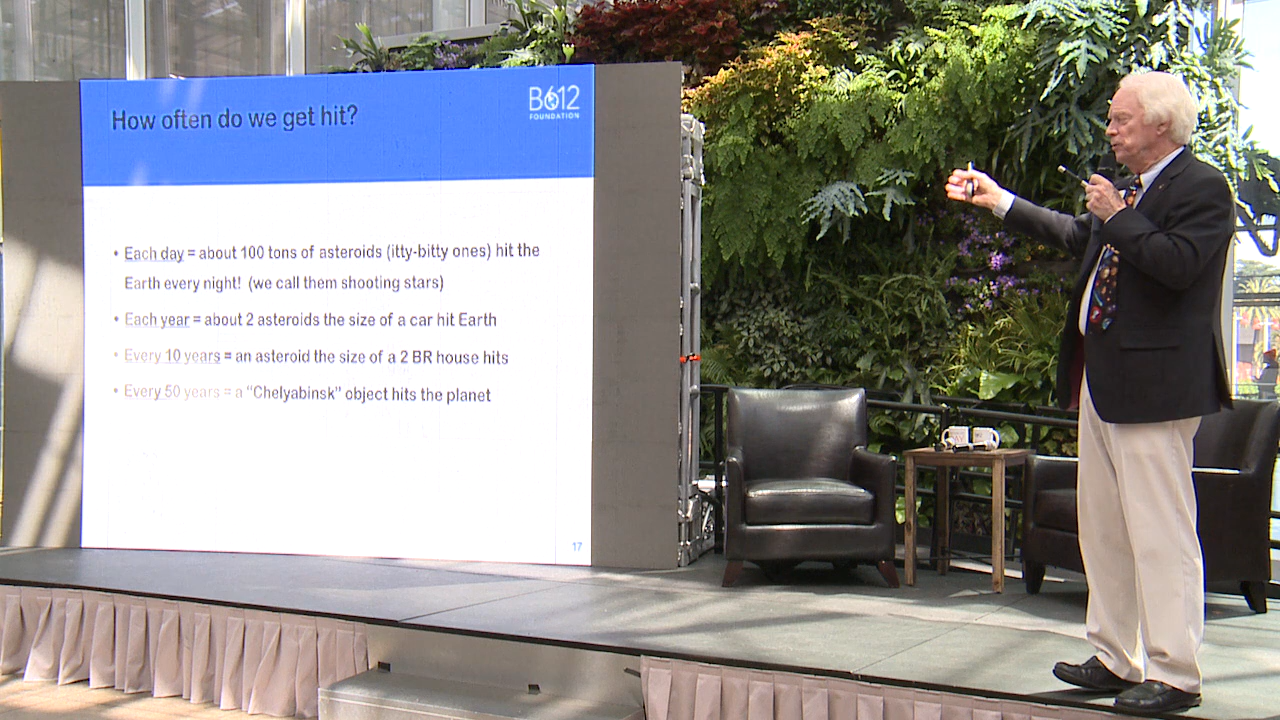 How often do we get hit?
B612
FOUNDATION
• Each day = about 100 tons of asteroids (itty-bitty ones) hit the
Earth every night! (we call them shooting stars)
• Each year = about 2 asteroids the size of a car hit Earth
• Every 10 years = an asteroid the size of a 2 BR house hits
• Every 50 years = a “Chelyabinsk” object hits the planet
17